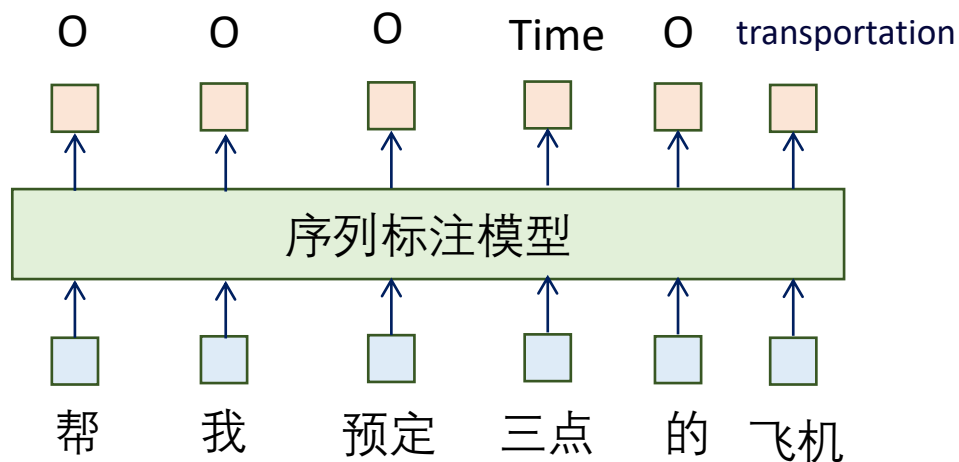 O O O Time O transportation
序列标注模型
帮 我 预定 三点 的 飞机